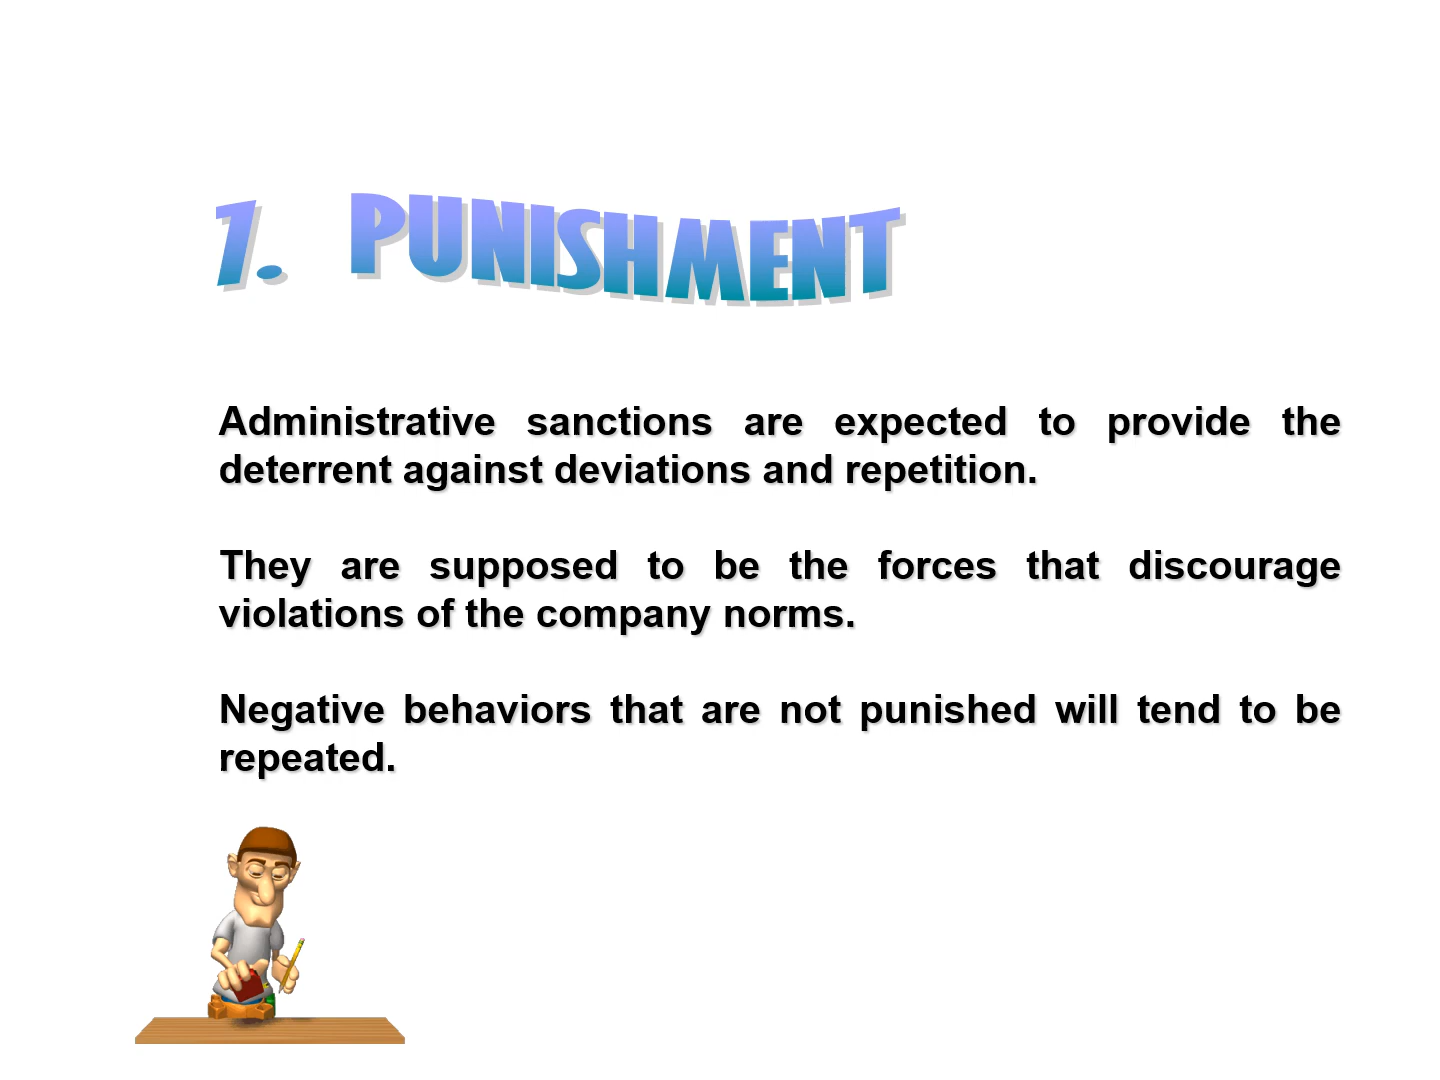 1. PUNISHMENT
Administrative sanctions are expected to provide the
deterrent against deviations and repetition.
They are supposed to be the forces that discourage
violations of the company norms.
Negative behaviors that are not punished will tend to be
repeated.